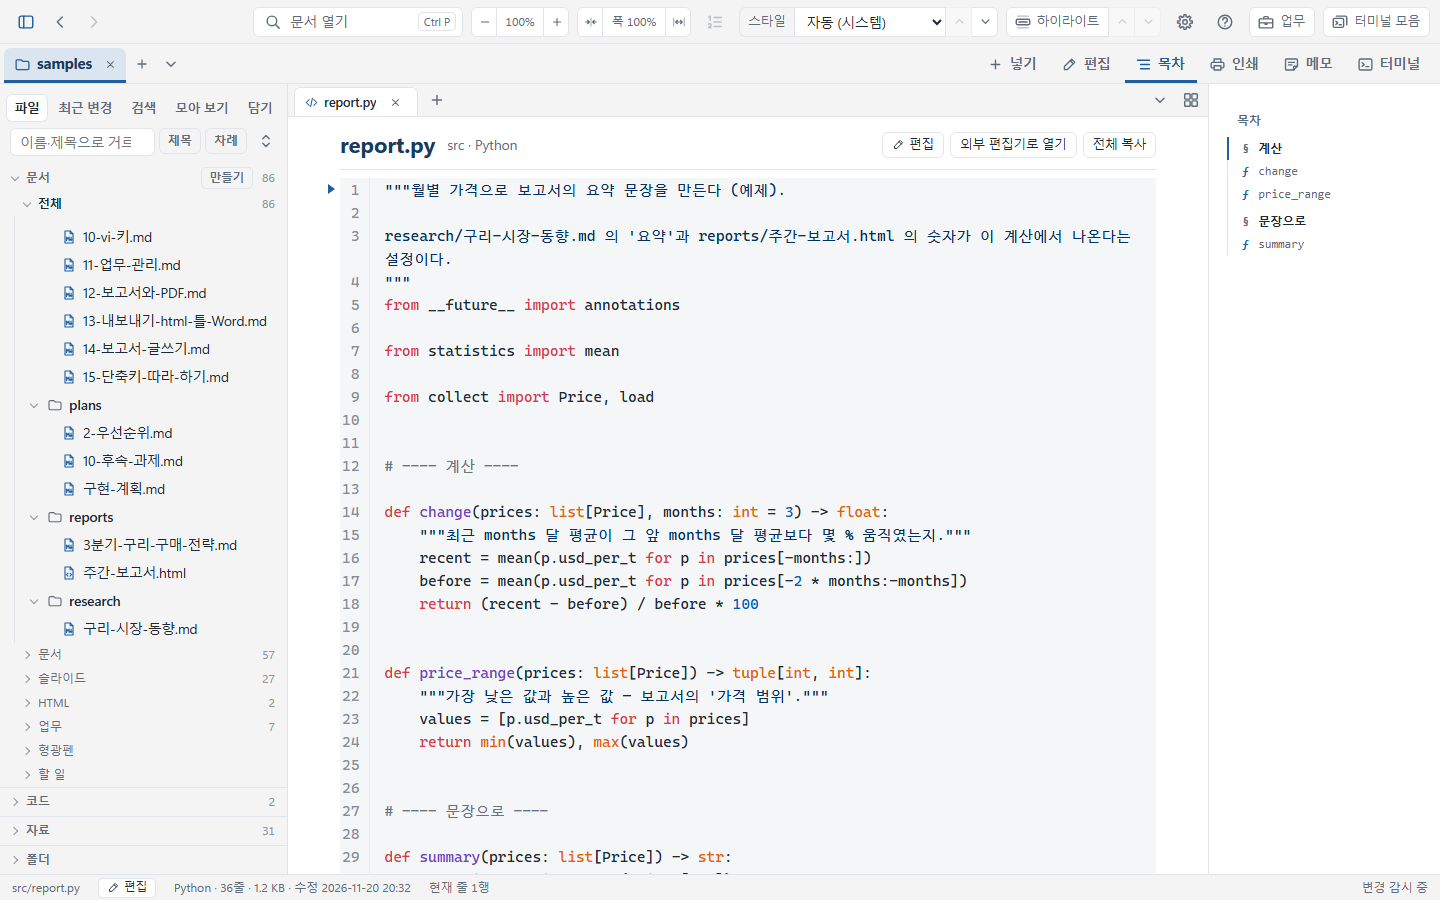 문서 열기 Ctrl P
100%
폭 100%
스타일 자동 (시스템)
하이라이트
업무
터미널 모음
samples
넣기 편집 목차 인쇄 메모 터미널
파일 최근 변경 검색 모아 보기 담기
이름·제목으로 거르
제목 차례
문서 만들기 86
전체 86
10-vi-키.md
11-업무-관리.md
12-보고서와-PDF.md
13-내보내기-html-틀-Word.md
14-보고서-글쓰기.md
15-단축키-따라-하기.md
plans
2-우선순위.md
10-후속-과제.md
구현-계획.md
reports
3분기-구리-구매-전략.md
주간-보고서.html
research
구리-시장-동향.md
문서 57
슬라이드 27
HTML 2
업무 7
형광펜
할 일
코드 2
자료 31
폴더
report.py
report.py src · Python
편집 외부 편집기로 열기 전체 복사
1 """월별 가격으로 보고서의 요약 문장을 만든다 (예제).
2
3 research/구리-시장-동향.md 의 '요약'과 reports/주간-보고서.html 의 숫자가 이 계산에서 나온다는
설정이다.
4 """
5 from __future__ import annotations
6
7 from statistics import mean
8
9 from collect import Price, load
10
11
12 # ---- 계산 ----
13
14 def change(prices: list[Price], months: int = 3) -> float:
15 """최근 months 달 평균이 그 앞 months 달 평균보다 몇 % 움직였는지."""
16 recent = mean(p.usd_per_t for p in prices[-months:])
17 before = mean(p.usd_per_t for p in prices[-2 * months:-months])
18 return (recent - before) / before * 100
19
20
21 def price_range(prices: list[Price]) -> tuple[int, int]:
22 """가장 낮은 값과 높은 값 — 보고서의 '가격 범위'."""
23 values = [p.usd_per_t for p in prices]
24 return min(values), max(values)
25
26
27 # ---- 문장으로 ----
28
29 def summary(prices: list[Price]) -> str:
목차
§ 계산
ƒ change
ƒ price_range
§ 문장으로
ƒ summary
src/report.py 편집 Python · 36줄 · 1.2 KB · 수정 2026-11-20 20:32 현재 줄 1행 변경 감시 중